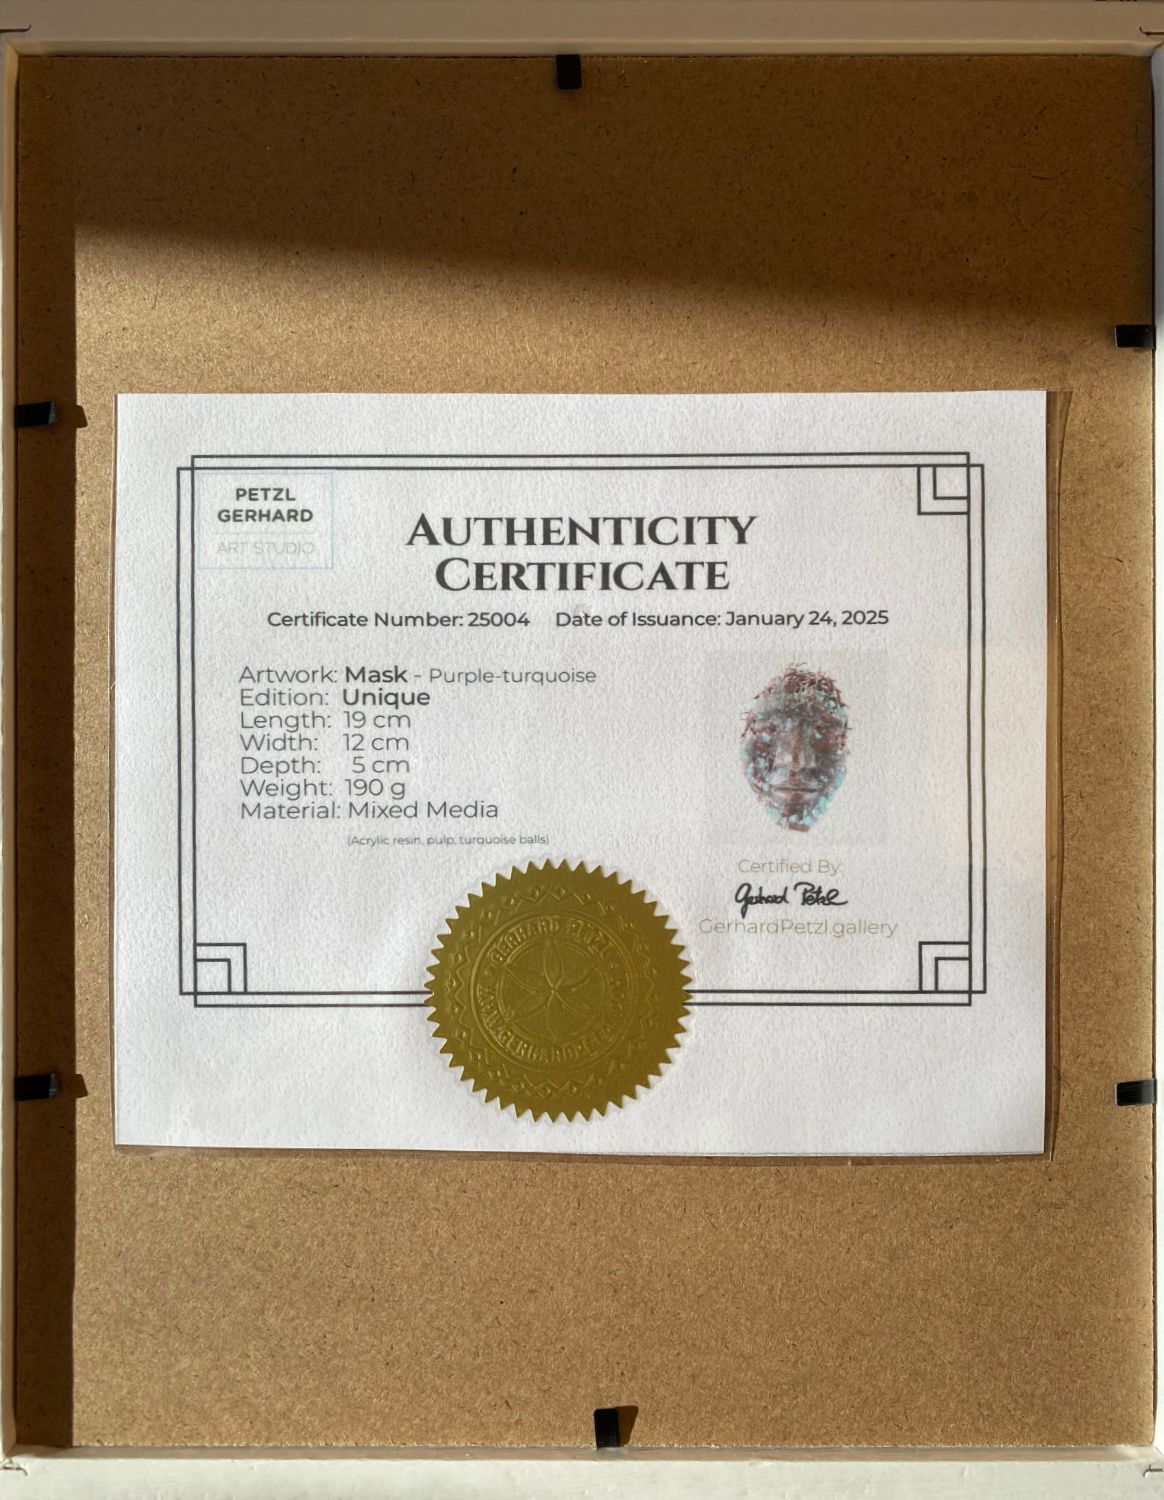 PETZL
GERHARD
ART STUDIO
AUTHENTICITY
CERTIFICATE
Certificate Number: 25004 Date of Issuance: January 24, 2025
Artwork: Mask - Purple-turquoise
Edition: Unique
Length: 19 cm
Width: 12 cm
Depth: 5 cm
Weight: 190 g
Material: Mixed Media
(Acrylic resin, pulp, turquoise balls)
Certified By:
Gerhard Petzl
GerhardPetzl.gallery
GERHARD PETZL